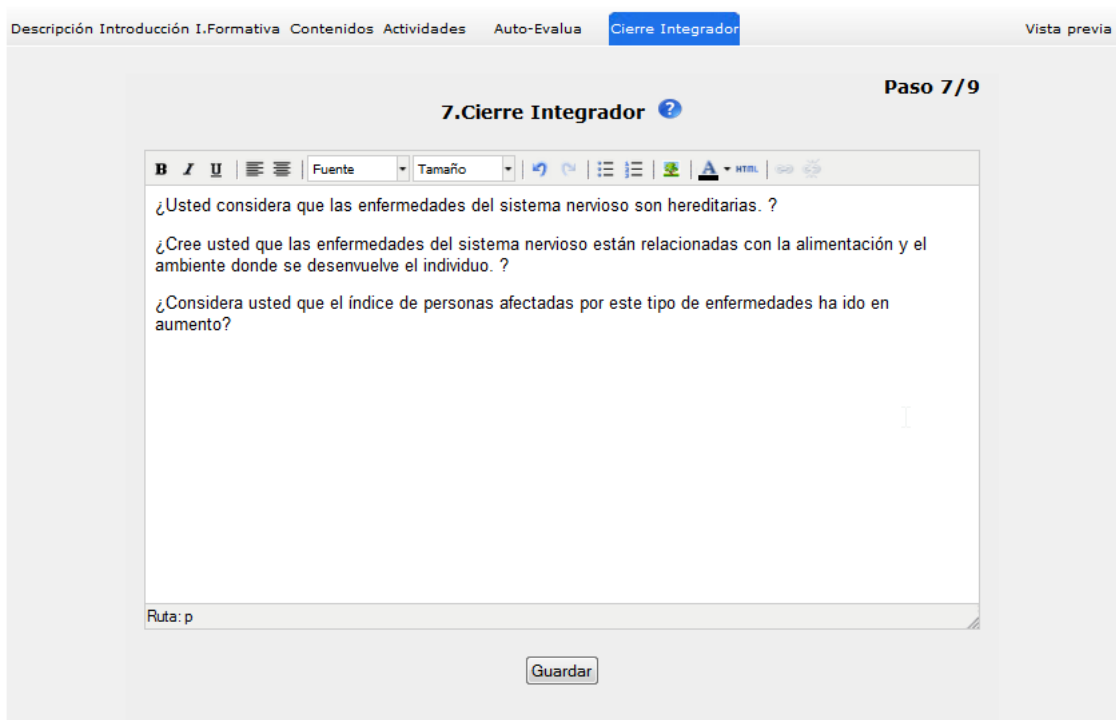 Descripción Introducción I.Formativa Contenidos Actividades Auto-Evalua Cierre Integrador Vista previa
Paso 7/9
7.Cierre Integrador ?
B I U Fuente Tamaño A HTML
¿Usted considera que las enfermedades del sistema nervioso son hereditarias. ?
¿Cree usted que las enfermedades del sistema nervioso están relacionadas con la alimentación y el
ambiente donde se desenvuelve el individuo. ?
¿Considera usted que el índice de personas afectadas por este tipo de enfermedades ha ido en
aumento?
Ruta: p
Guardar